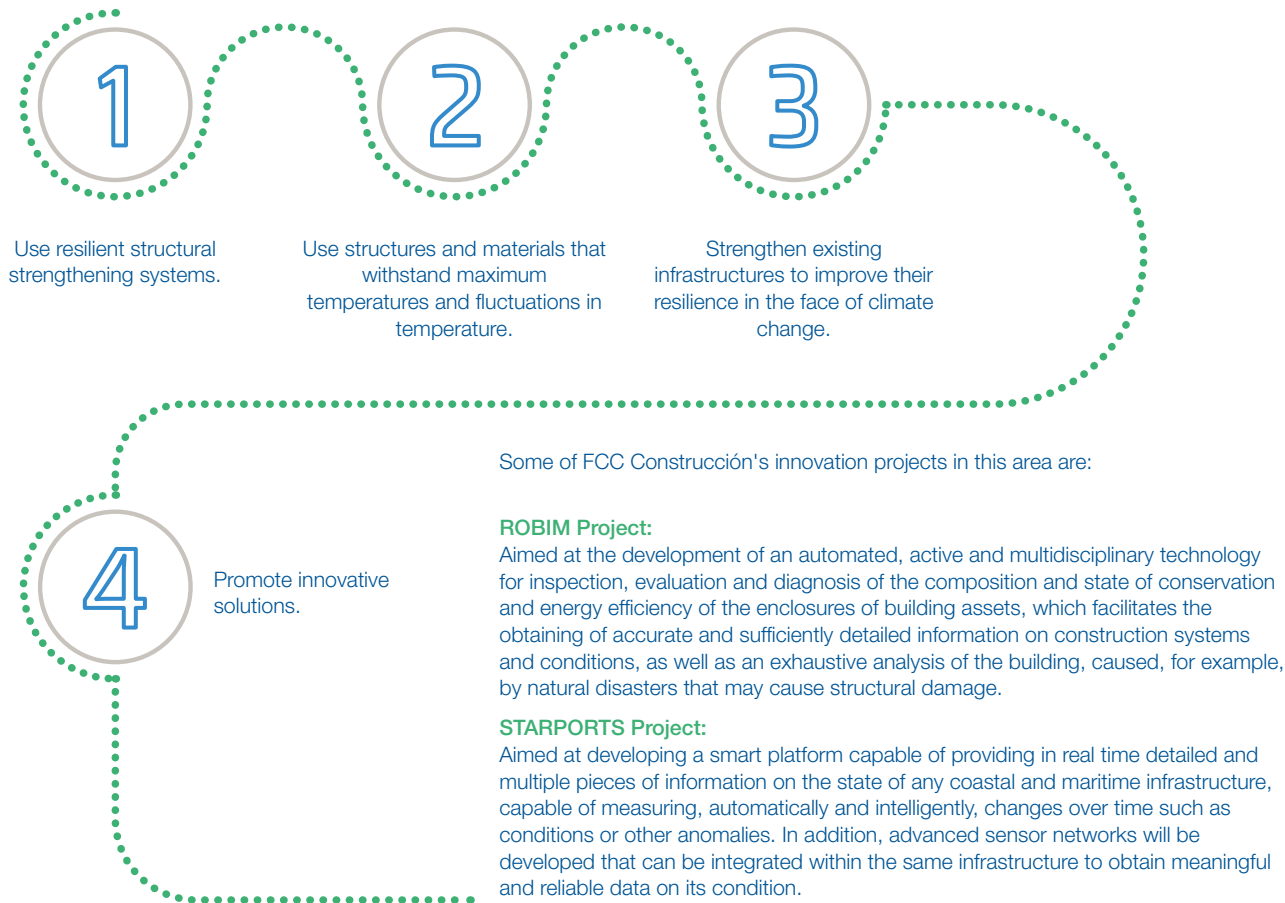 1
2
3
Use resilient structural
strengthening systems.
Use structures and materials that
withstand maximum
temperatures and fluctuations in
temperature.
Strengthen existing
infrastructures to improve their
resilience in the face of climate
change.
4
Promote innovative
solutions.
Some of FCC Construcción's innovation projects in this area are:
ROBIM Project:
Aimed at the development of an automated, active and multidisciplinary technology
for inspection, evaluation and diagnosis of the composition and state of conservation
and energy efficiency of the enclosures of building assets, which facilitates the
obtaining of accurate and sufficiently detailed information on construction systems
and conditions, as well as an exhaustive analysis of the building, caused, for example,
by natural disasters that may cause structural damage.
STARPORTS Project:
Aimed at developing a smart platform capable of providing in real time detailed and
multiple pieces of information on the state of any coastal and maritime infrastructure,
capable of measuring, automatically and intelligently, changes over time such as
conditions or other anomalies. In addition, advanced sensor networks will be
developed that can be integrated within the same infrastructure to obtain meaningful
and reliable data on its condition.